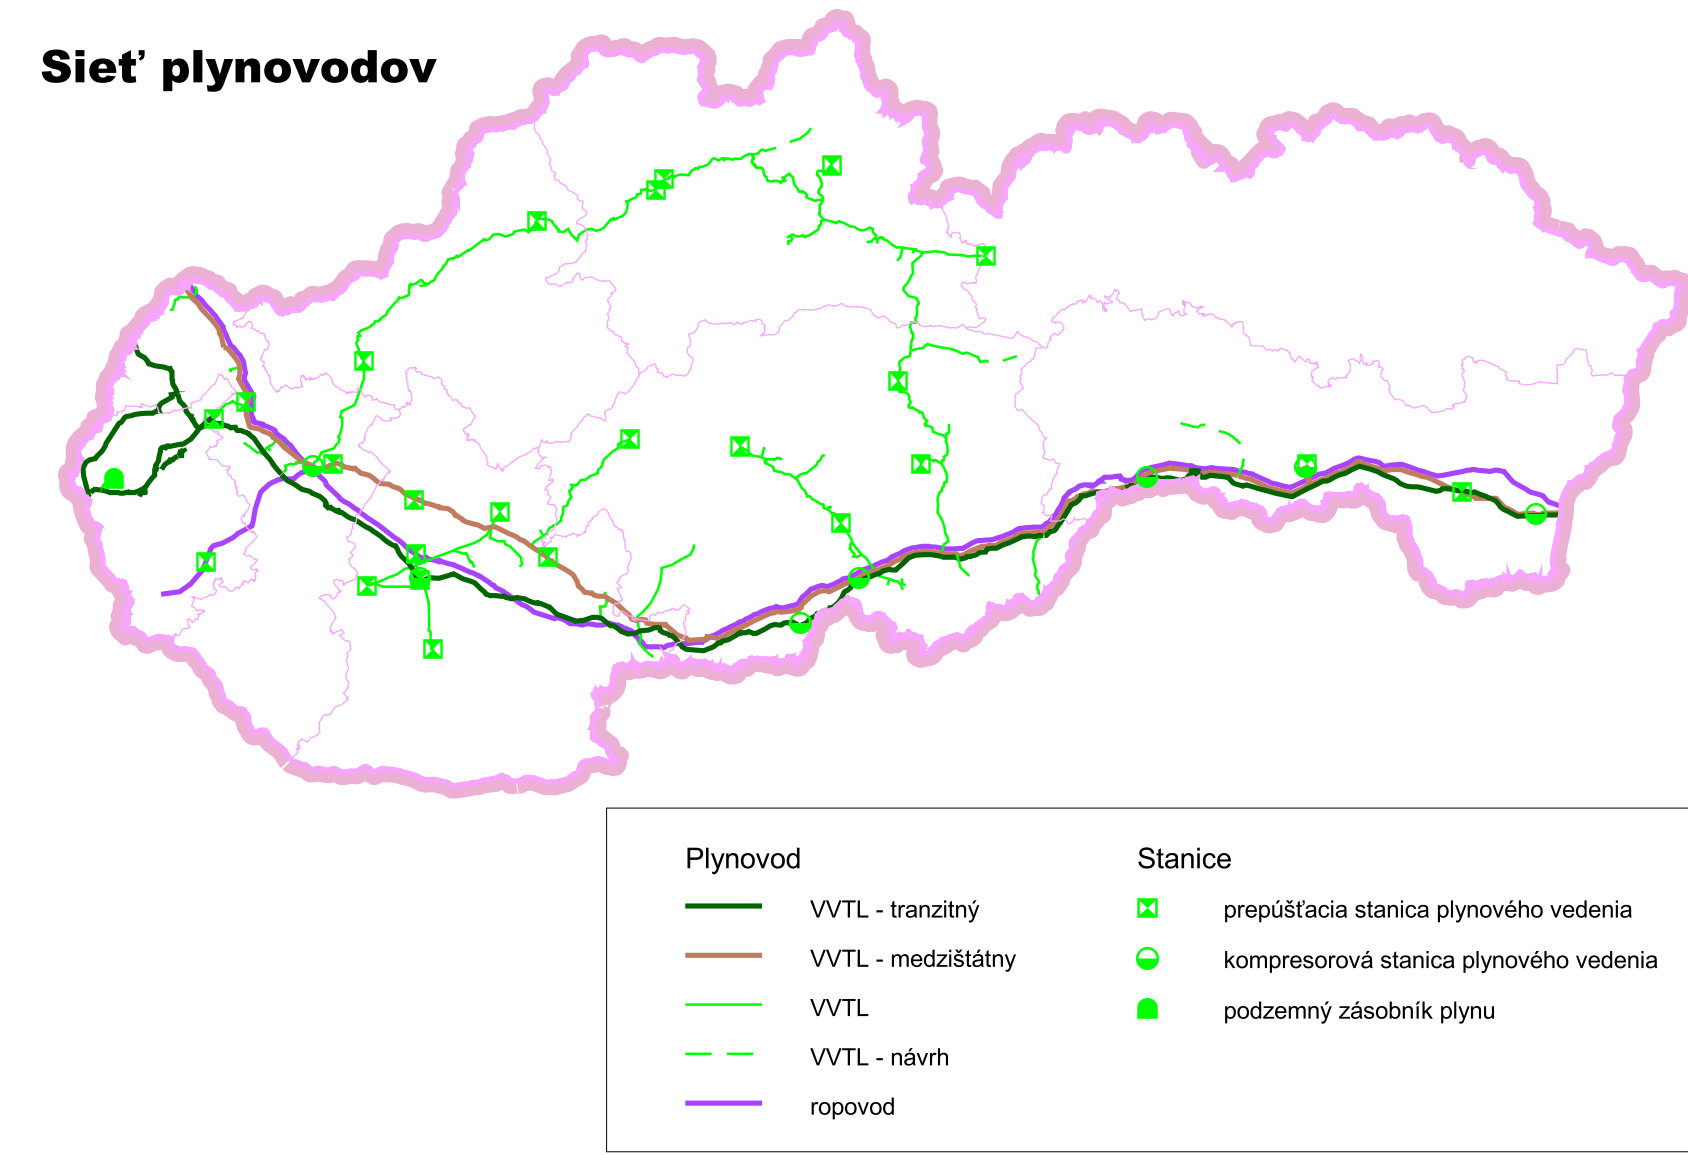 Sieť plynovodov
Plynovod
VVTL - tranzitný
VVTL - medzištátny
VVTL
VVTL - návrh
ropovod
Stanice
prepúšťacia stanica plynového vedenia
kompresorová stanica plynového vedenia
podzemný zásobník plynu